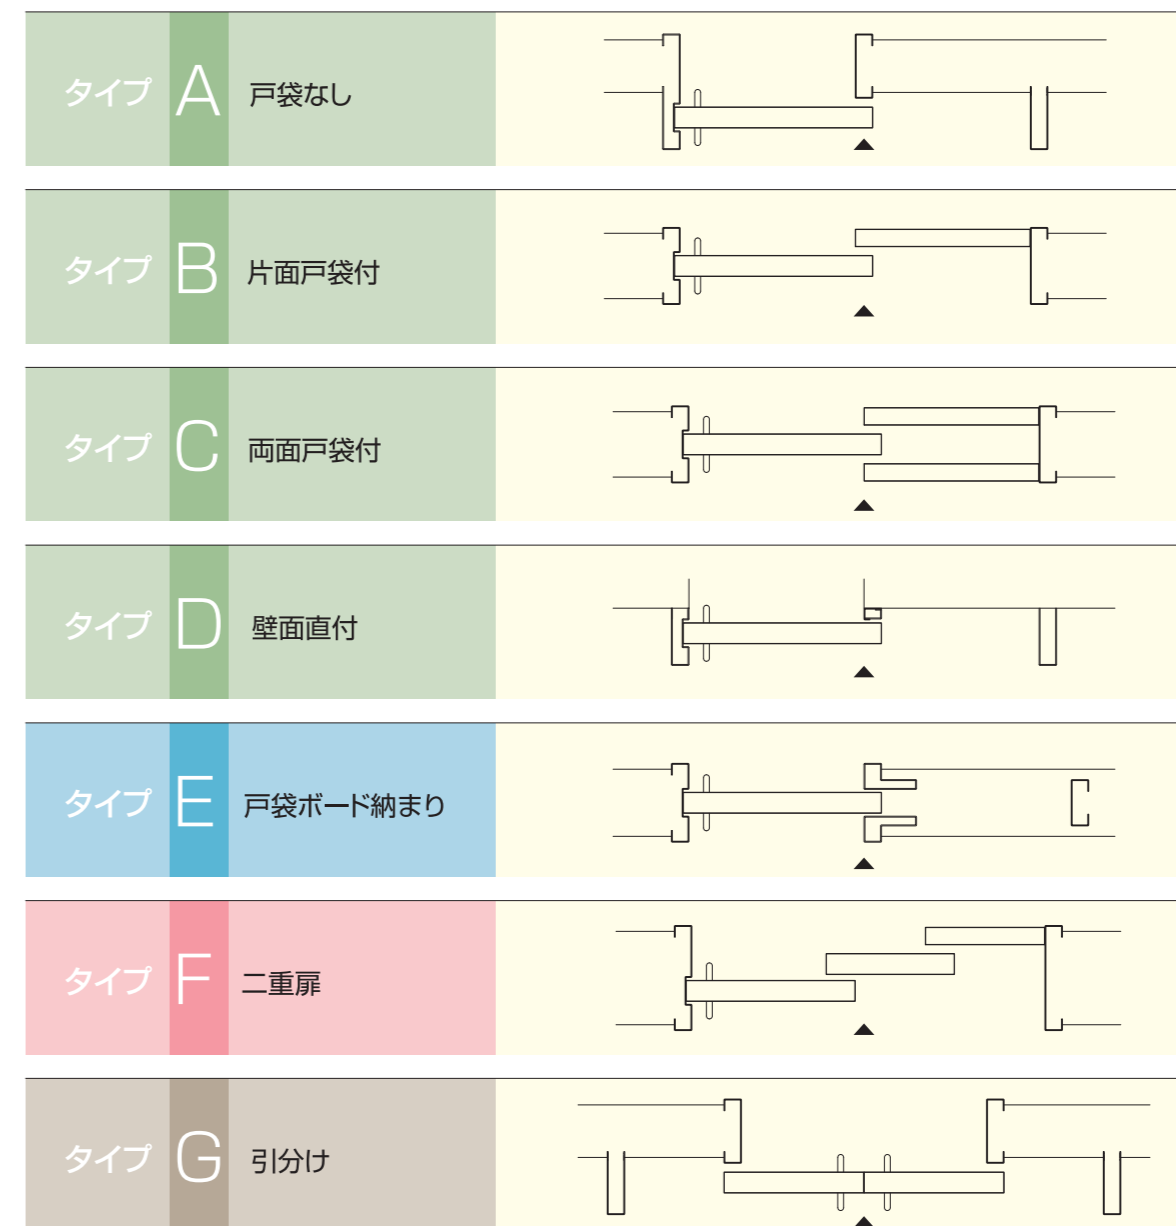 タイプ A 戸袋なし
タイプ B 片面戸袋付
タイプ C 両面戸袋付
タイプ D 壁面直付
タイプ E 戸袋ボード納まり
タイプ F 二重扉
タイプ G 引分け